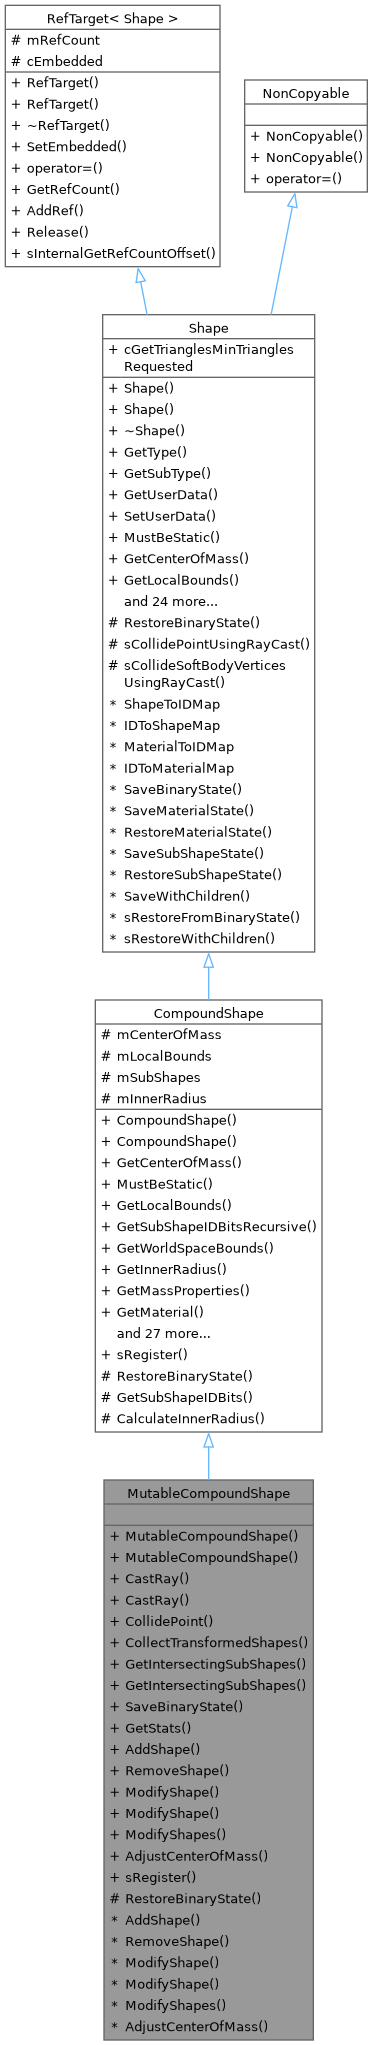 RefTarget< Shape >
# mRefCount
# cEmbedded
+ RefTarget()
+ RefTarget()
+ ~RefTarget()
+ SetEmbedded()
+ operator=()
+ GetRefCount()
+ AddRef()
+ Release()
+ sInternalGetRefCountOffset()
NonCopyable
+ NonCopyable()
+ NonCopyable()
+ operator=()
Shape
+ cGetTrianglesMinTriangles
Requested
+ Shape()
+ Shape()
+ ~Shape()
+ GetType()
+ GetSubType()
+ GetUserData()
+ SetUserData()
+ MustBeStatic()
+ GetCenterOfMass()
+ GetLocalBounds()
and 24 more...
# RestoreBinaryState()
# sCollidePointUsingRayCast()
# sCollideSoftBodyVertices
UsingRayCast()
* ShapeToIDMap
* IDToShapeMap
* MaterialToIDMap
* IDToMaterialMap
* SaveBinaryState()
* SaveMaterialState()
* RestoreMaterialState()
* SaveSubShapeState()
* RestoreSubShapeState()
* SaveWithChildren()
* sRestoreFromBinaryState()
* sRestoreWithChildren()
CompoundShape
# mCenterOfMass
# mLocalBounds
# mSubShapes
# mInnerRadius
+ CompoundShape()
+ CompoundShape()
+ GetCenterOfMass()
+ MustBeStatic()
+ GetLocalBounds()
+ GetSubShapeIDBitsRecursive()
+ GetWorldSpaceBounds()
+ GetInnerRadius()
+ GetMassProperties()
+ GetMaterial()
and 27 more...
+ sRegister()
# RestoreBinaryState()
# GetSubShapeIDBits()
# CalculateInnerRadius()
MutableCompoundShape
+ MutableCompoundShape()
+ MutableCompoundShape()
+ CastRay()
+ CastRay()
+ CollidePoint()
+ CollectTransformedShapes()
+ GetIntersectingSubShapes()
+ GetIntersectingSubShapes()
+ SaveBinaryState()
+ GetStats()
+ AddShape()
+ RemoveShape()
+ ModifyShape()
+ ModifyShape()
+ ModifyShapes()
+ AdjustCenterOfMass()
+ sRegister()
# RestoreBinaryState()
* AddShape()
* RemoveShape()
* ModifyShape()
* ModifyShape()
* ModifyShapes()
* AdjustCenterOfMass()